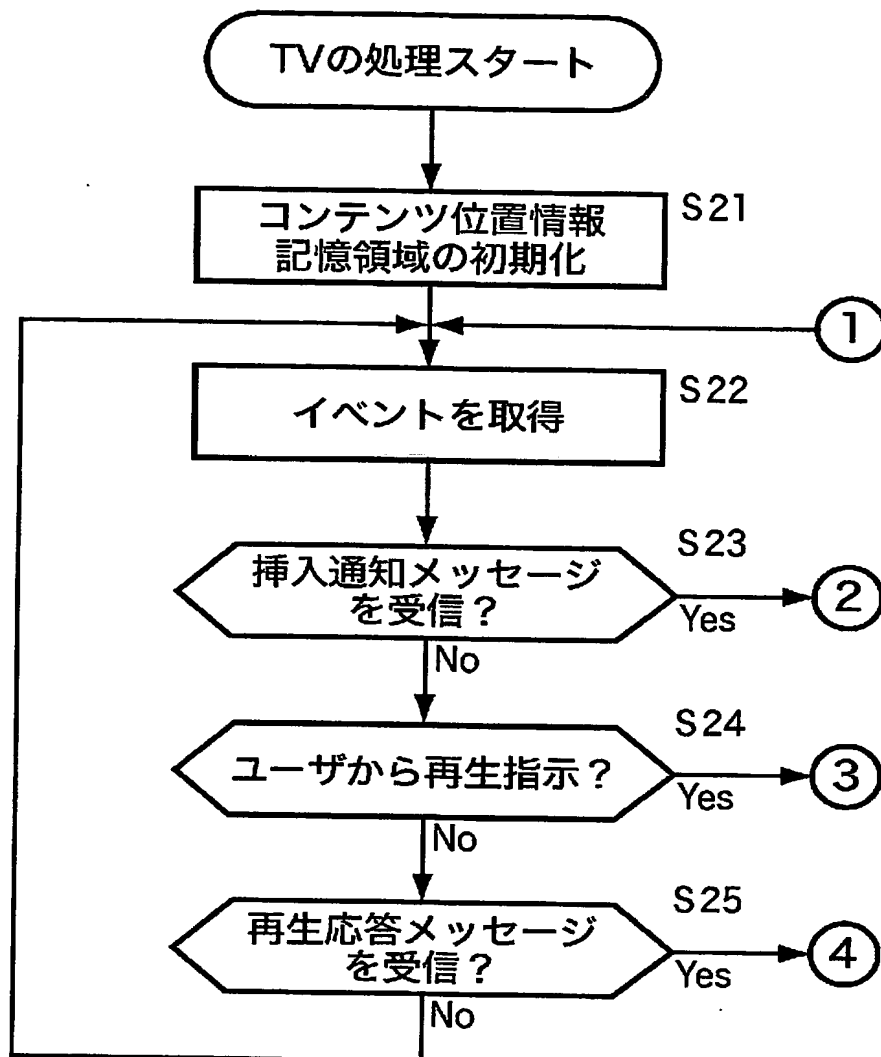 TVの処理スタート
コンテンツ位置情報
記憶領域の初期化
S21
①
イベントを取得
S22
挿入通知メッセージ
を受信？
S23
Yes
②
No
ユーザから再生指示？
S24
Yes
③
No
再生応答メッセージ
を受信？
S25
Yes
④
No